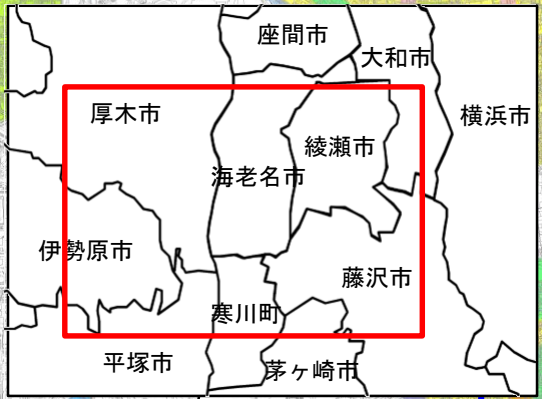 座間市
大和市
厚木市
横浜市
綾瀬市
海老名市
伊勢原市
藤沢市
寒川町
平塚市
茅ヶ崎市